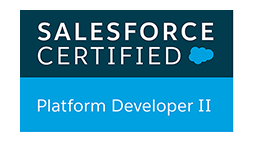 SALESFORCE
CERTIFIED
Platform Developer II